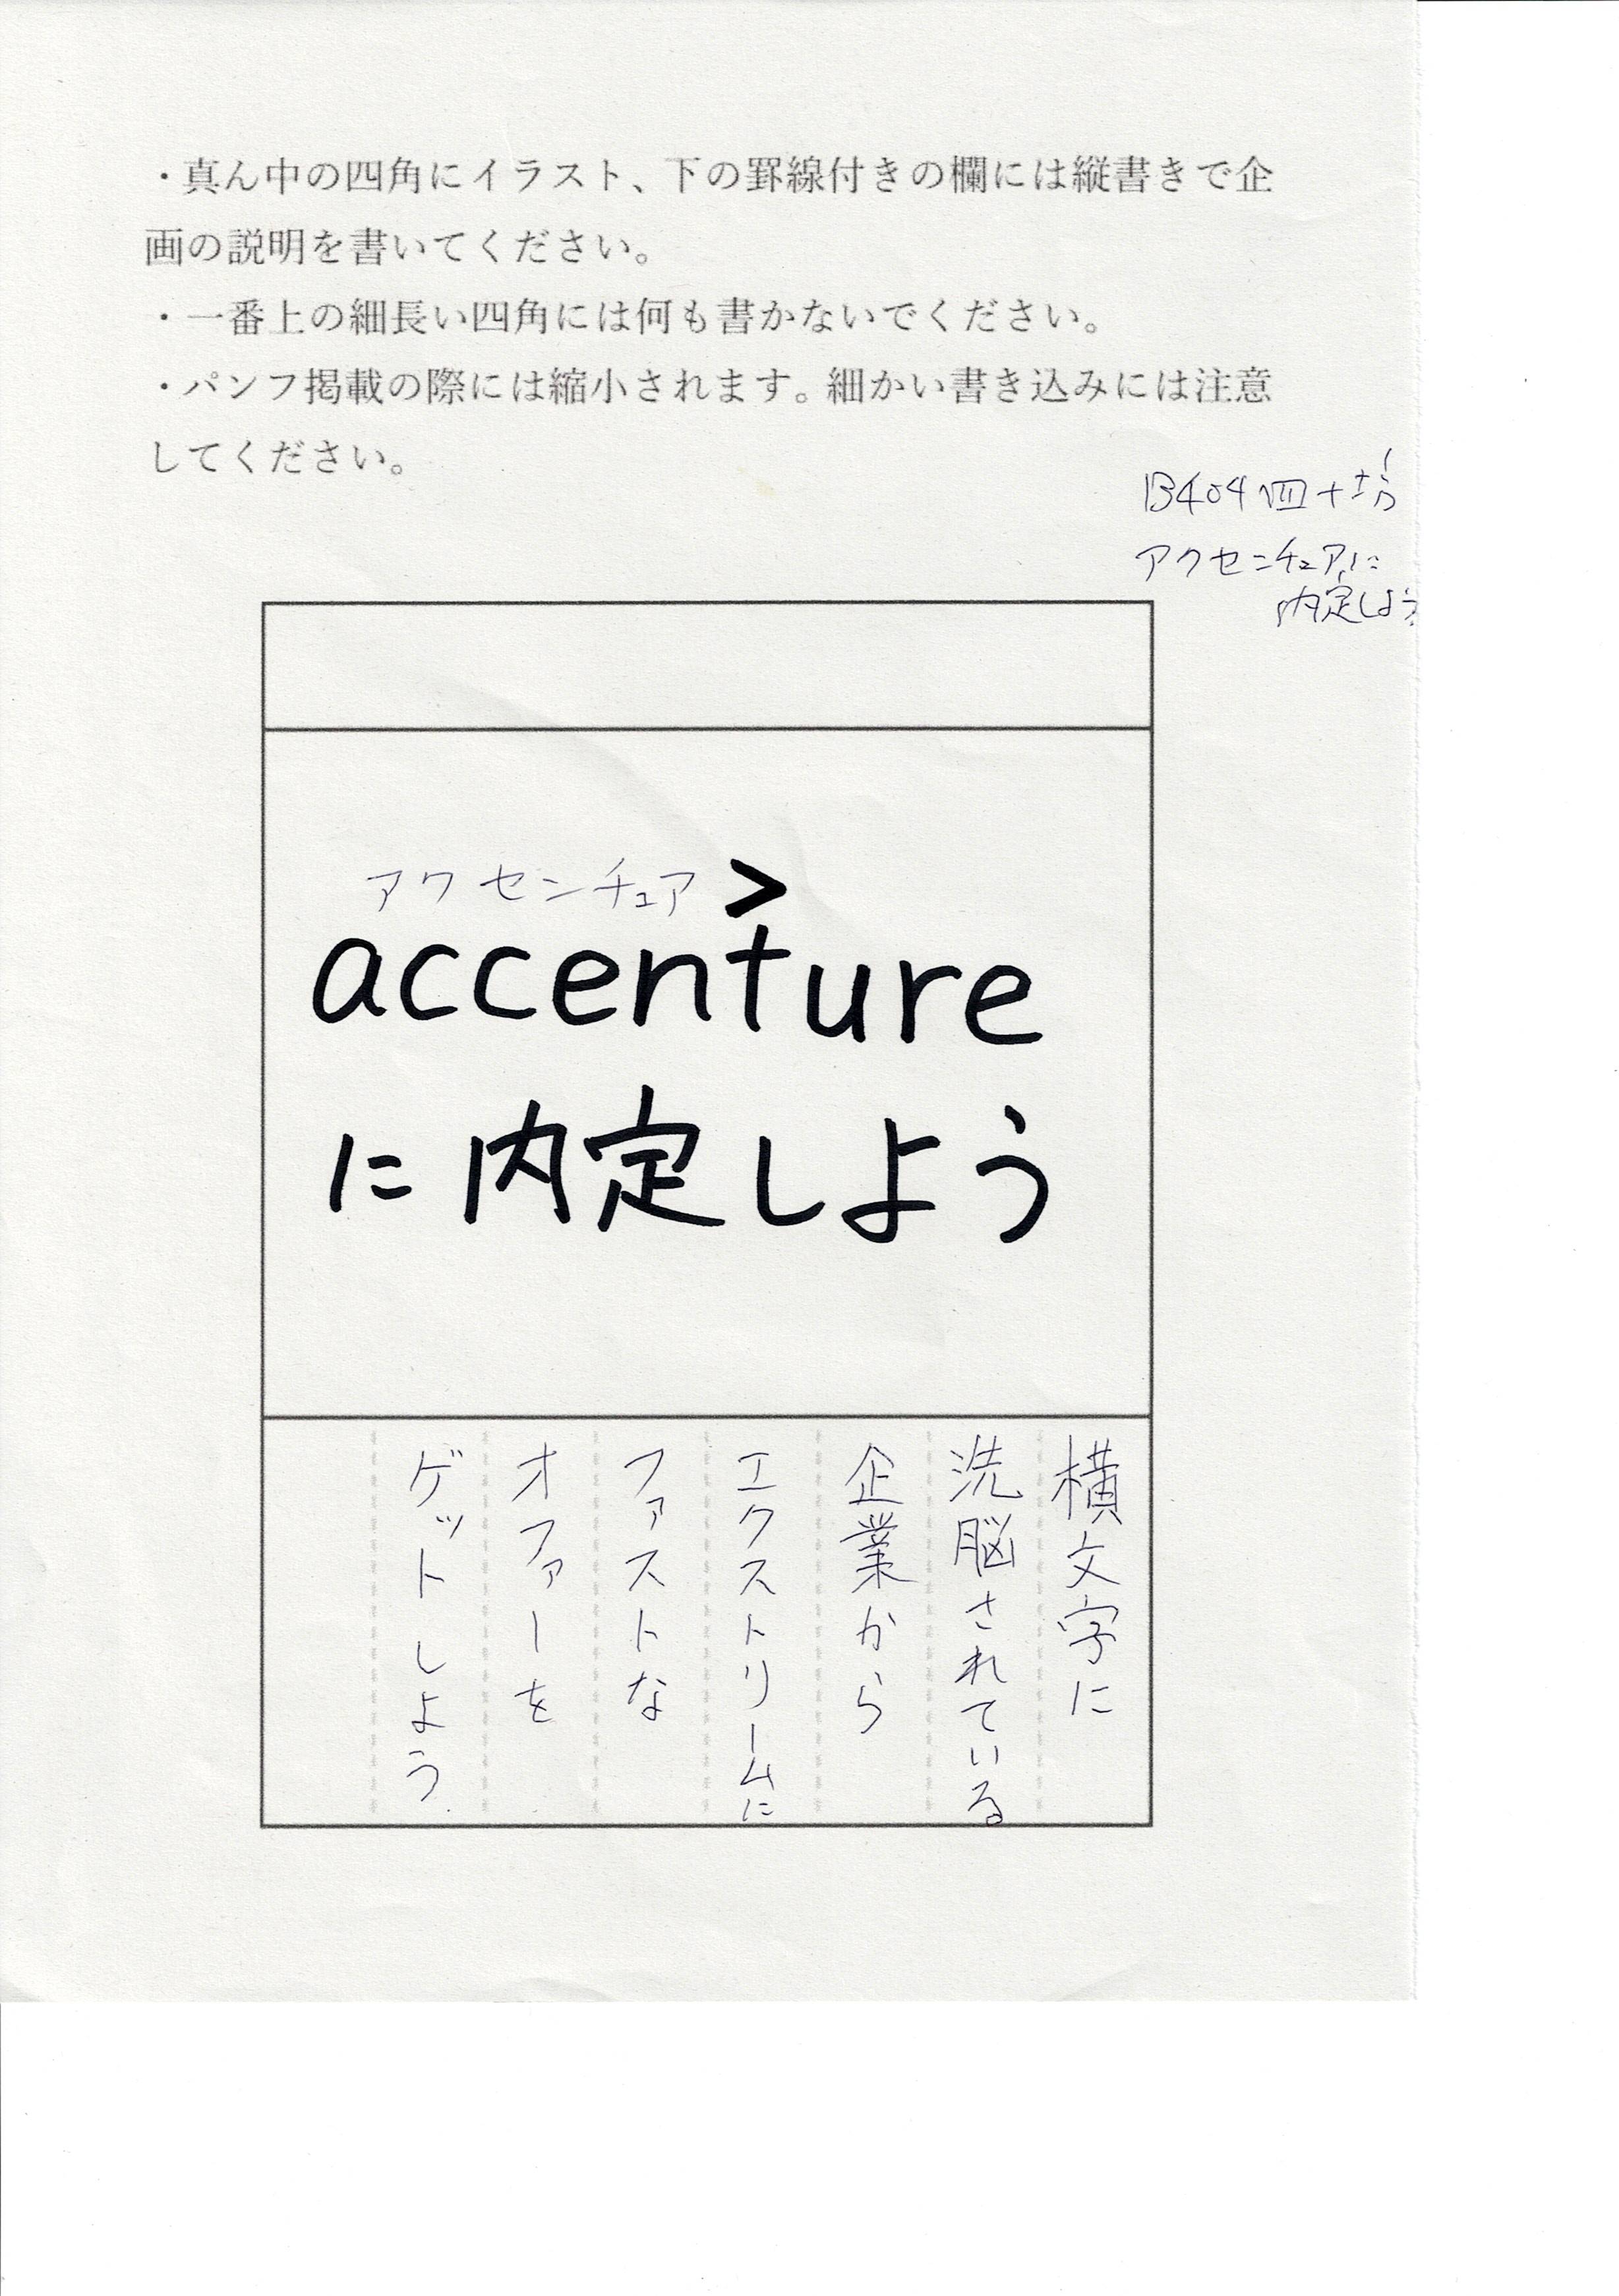 ・真ん中の四角にイラスト、下の罫線付きの欄には縦書きで企
画の説明を書いてください。
・一番上の細長い四角には何も書かないでください。
・パンフ掲載の際には縮小されます。細かい書き込みには注意
してください。
B404 四十坊
アクセンチュアに
内定しよう
アクセンチュア >
accenture
に内定しよう
横文字に
洗脳されている
企業から
エクストリームに
ファストな
オファーを
ゲットしよう